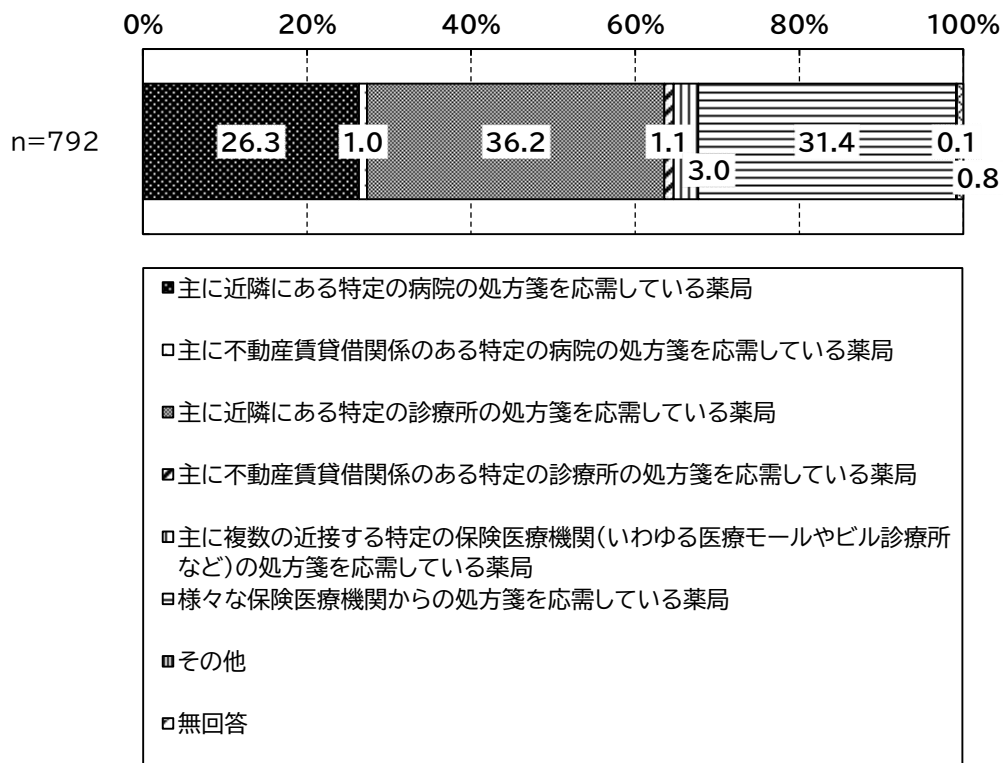 0% 20% 40% 60% 80% 100%
n=792 26.3 1.0 36.2 1.1 3.0 31.4 0.1 0.8
主に近隣にある特定の病院の処方箋を応需している薬局
主に不動産賃貸借関係のある特定の病院の処方箋を応需している薬局
主に近隣にある特定の診療所の処方箋を応需している薬局
主に不動産賃貸借関係のある特定の診療所の処方箋を応需している薬局
主に複数の近接する特定の保険医療機関(いわゆる医療モールやビル診療所
など)の処方箋を応需している薬局
様々な保険医療機関からの処方箋を応需している薬局
その他
無回答